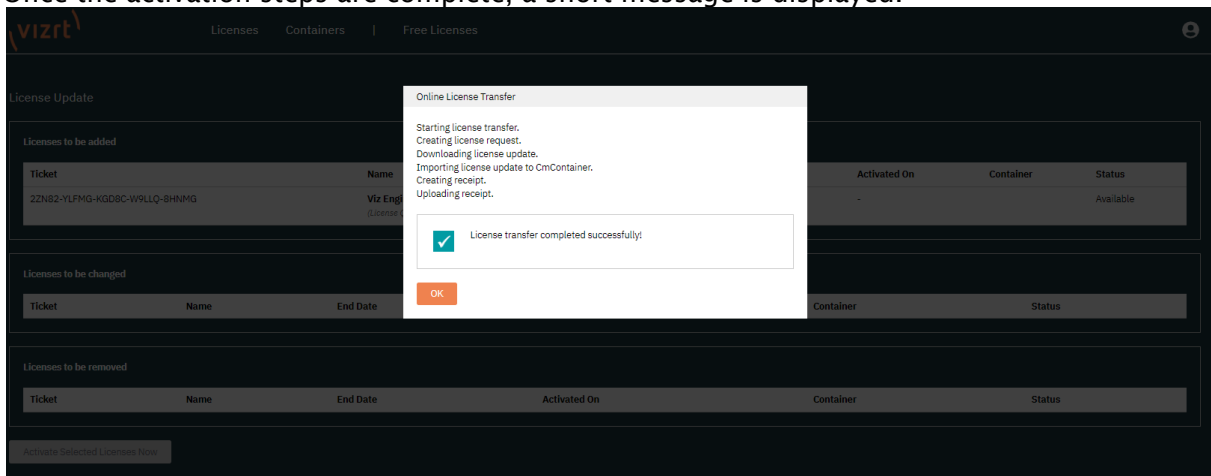 Once the activation steps are complete, a short message is displayed.
vizrt
Licenses Containers | Free Licenses
License Update
Online License Transfer
Starting license transfer.
Creating license request.
Downloading license update.
Importing license update to CmContainer.
Creating receipt.
Uploading receipt.
License transfer completed successfully!
OK
Licenses to be added
Ticket Name Activated On Container Status
2ZN82-YLFMG-KGD8C-W9LLQ-8HNMG Viz Engi - Available
(License
Licenses to be changed
Ticket Name End Date Container Status
Licenses to be removed
Ticket Name End Date Activated On Container Status
Activate Selected Licenses Now